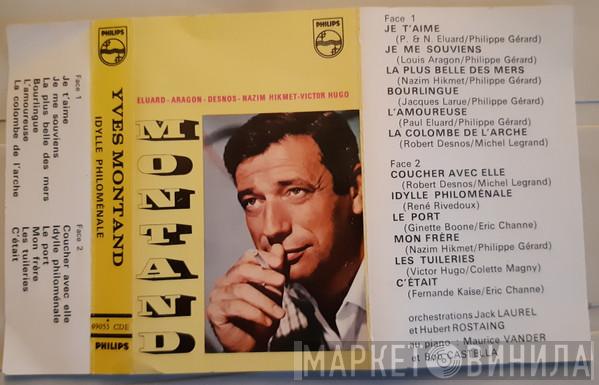 Face 1
Je t'aime
Je me souviens
La plus belle des mers
Bourlingue
L'amoureuse
La colombe de l'arche
Face 2
Coucher avec elle
Idylle philoménale
Le port
Mon frère
Les tuileries
C'était
PHILIPS
YVES MONTAND
IDYLLE PHILOMÉNALE
69055 CDE
PHILIPS
PHILIPS
ELUARD-ARAGON-DESNOS-NAZIM HIKMET-VICTOR HUGO
MONTAND
Face 1
JE T'AIME
(P. & N. Eluard/Philippe Gérard)
JE ME SOUVIENS
(Louis Aragon/Philippe Gérard)
LA PLUS BELLE DES MERS
(Nazim Hikmet/Philippe Gérard)
BOURLINGUE
(Jacques Larue/Philippe Gérard)
L'AMOUREUSE
(Paul Eluard/Philippe Gérard)
LA COLOMBE DE L'ARCHE
(Robert Desnos/Michel Legrand)
Face 2
COUCHER AVEC ELLE
(Robert Desnos/Michel Legrand)
IDYLLE PHILOMÉNALE
(René Rivedoux)
LE PORT
(Ginette Boone/Eric Channe)
MON FRÈRE
(Nazim Hikmet/Philippe Gérard)
LES TUILERIES
(Victor Hugo/Colette Magny)
C'ÉTAIT
(Fernande Kaise/Eric Channe)
orchestrations Jack LAUREL
et Hubert ROSTAING
au piano: Maurice VANDER
et Bob CASTELLA
МАРКЕТ ВИНИЛА